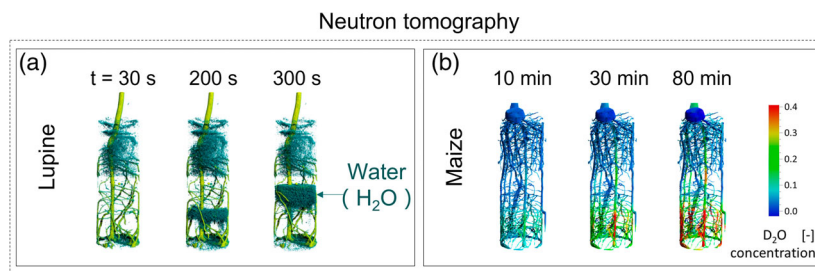 Neutron tomography
(a)
t = 30 s 200 s 300 s
Lupine
Water
( H₂O )
(b)
10 min 30 min 80 min
Maize
0.4
0.3
0.2
0.1
0.0
D₂O [-]
concentration